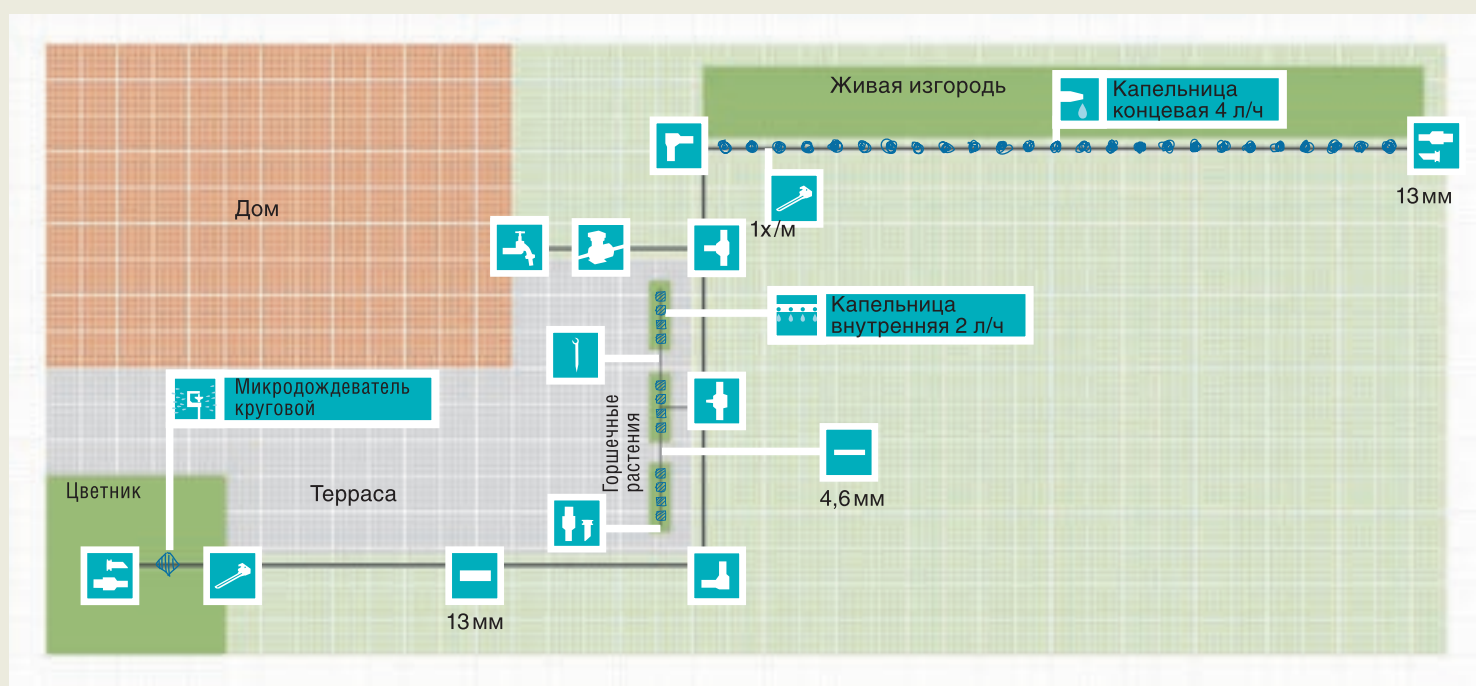 Живая изгородь
Капельница
концевая 4 л/ч
13 мм
Дом
1х/м
Капельница
внутренняя 2 л/ч
Микродождеватель
круговой
Горшечные
растения
Цветник
Терраса
4,6 мм
13 мм